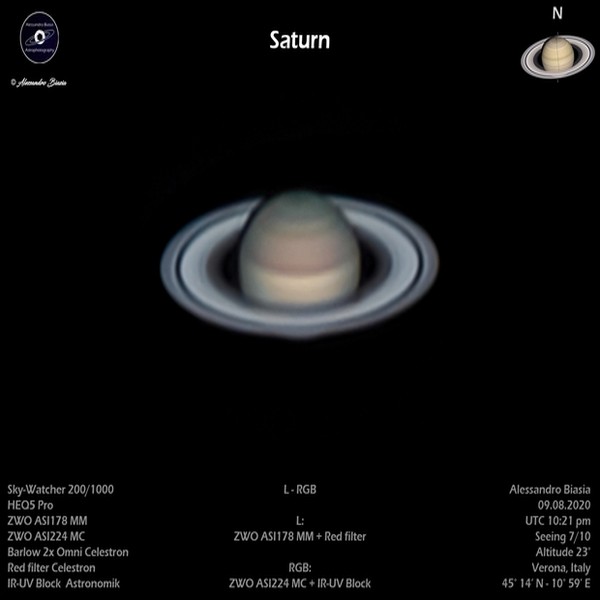 Alessandro Biasia
Astrophotography
© Alessandro Biasia
Saturn
N
Sky-Watcher 200/1000
HEQ5 Pro
ZWO ASI178 MM
ZWO ASI224 MC
Barlow 2x Omni Celestron
Red filter Celestron
IR-UV Block Astronomik
L - RGB
L:
ZWO ASI178 MM + Red filter
RGB:
ZWO ASI224 MC + IR-UV Block
Alessandro Biasia
09.08.2020
UTC 10:21 pm
Seeing 7/10
Altitude 23°
Verona, Italy
45° 14' N - 10° 59' E